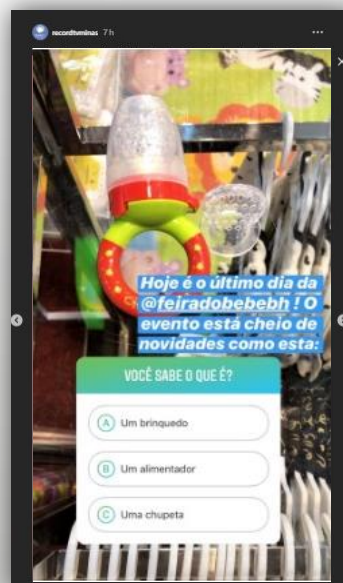 recordtvminas 7 h
Hoje é o último dia da
@feiradobebebh ! O
evento está cheio de
novidades como esta:
VOCÊ SABE O QUE É?
A Um brinquedo
B Um alimentador
C Uma chupeta